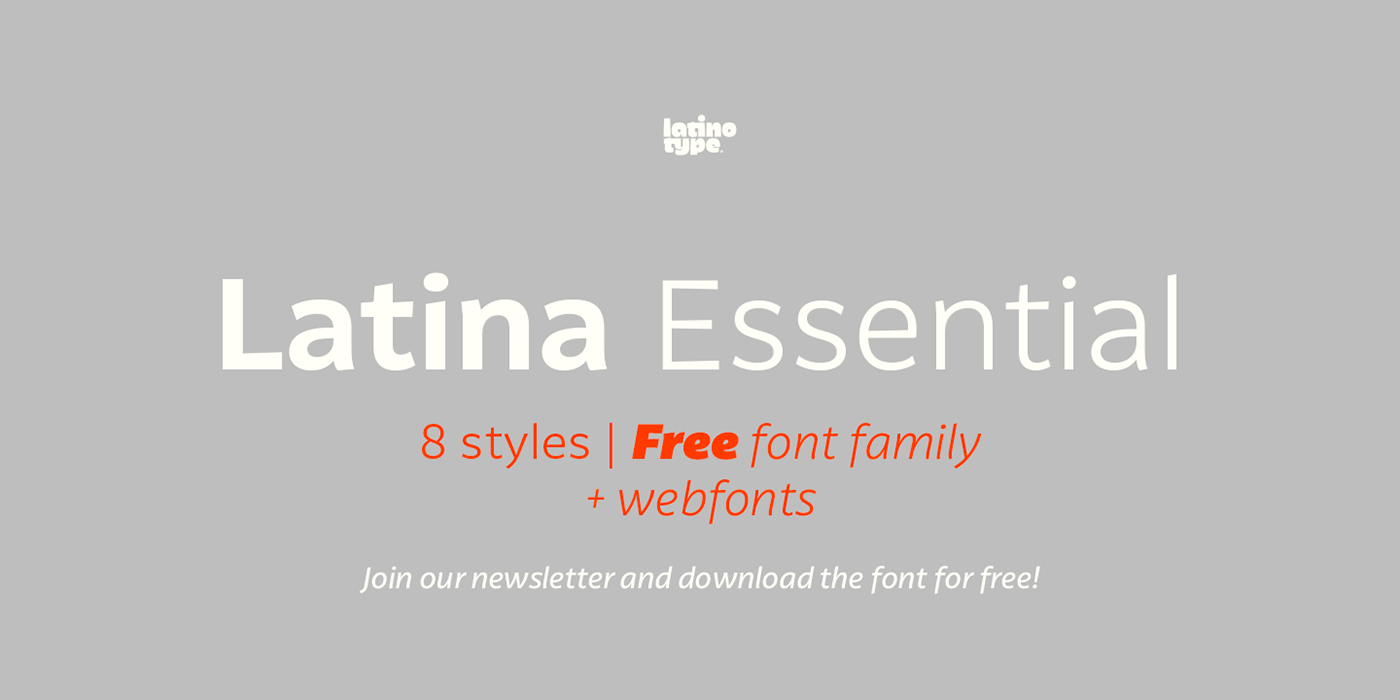 latino
type.
Latina Essential
8 styles | Free font family
+ webfonts
Join our newsletter and download the font for free!